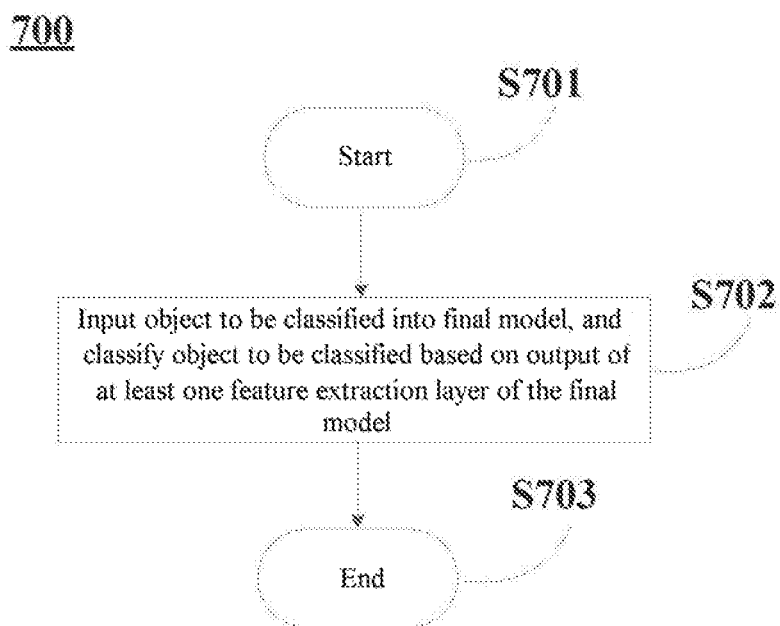 700
S701
Start
S702
Input object to be classified into final model, and
classify object to be classified based on output of
at least one feature extraction layer of the final
model
S703
End